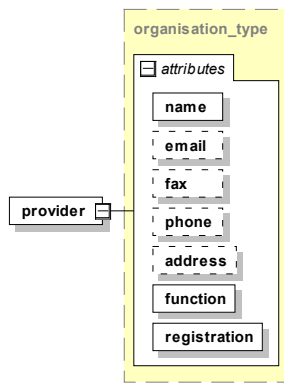 organisation_type
attributes
name
email
fax
provider
phone
address
function
registration